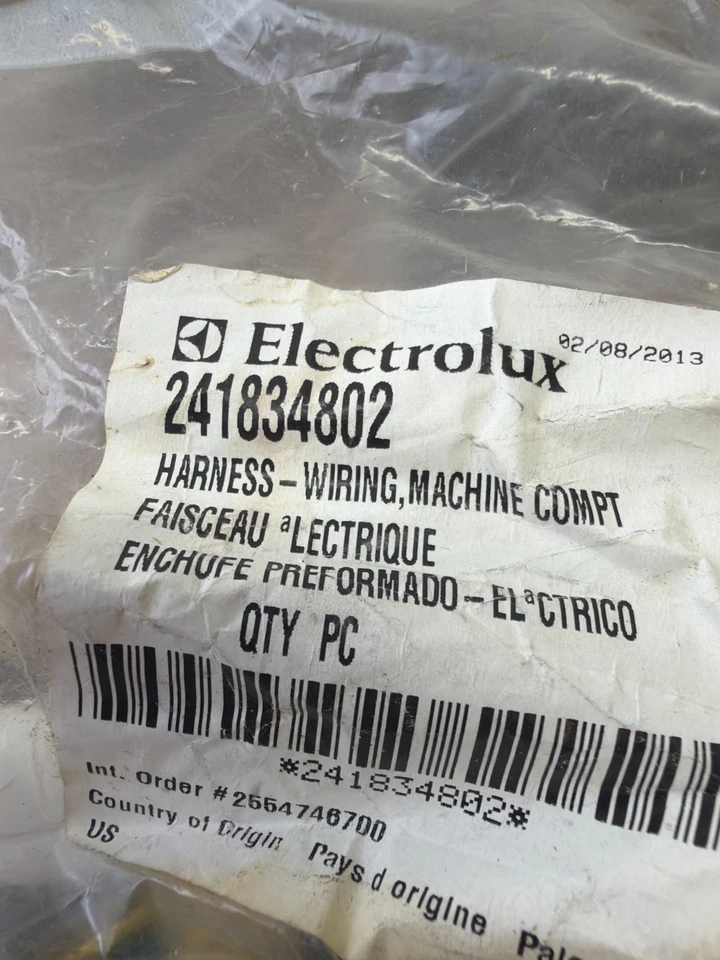 Electrolux 02/08/2013
241834802
HARNESS-WIRING,MACHINE COMPT
FAISCEAU ªLECTRIQUE
ENCHUFE PREFORMADO-ELªCTRICO
QTY PC
*241834802*
Int. Order #2554746700
Country of Origin Pays d origine
US